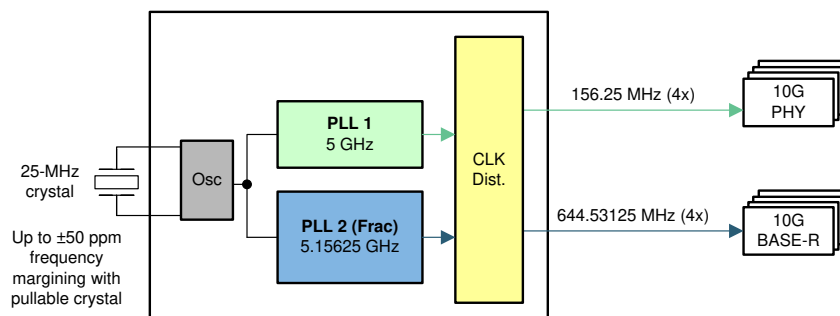 25-MHz
crystal
Up to ±50 ppm
frequency
margining with
pullable crystal
Osc
PLL 1
5 GHz
PLL 2 (Frac)
5.15625 GHz
CLK
Dist.
156.25 MHz (4x)
10G
PHY
644.53125 MHz (4x)
10G
BASE-R